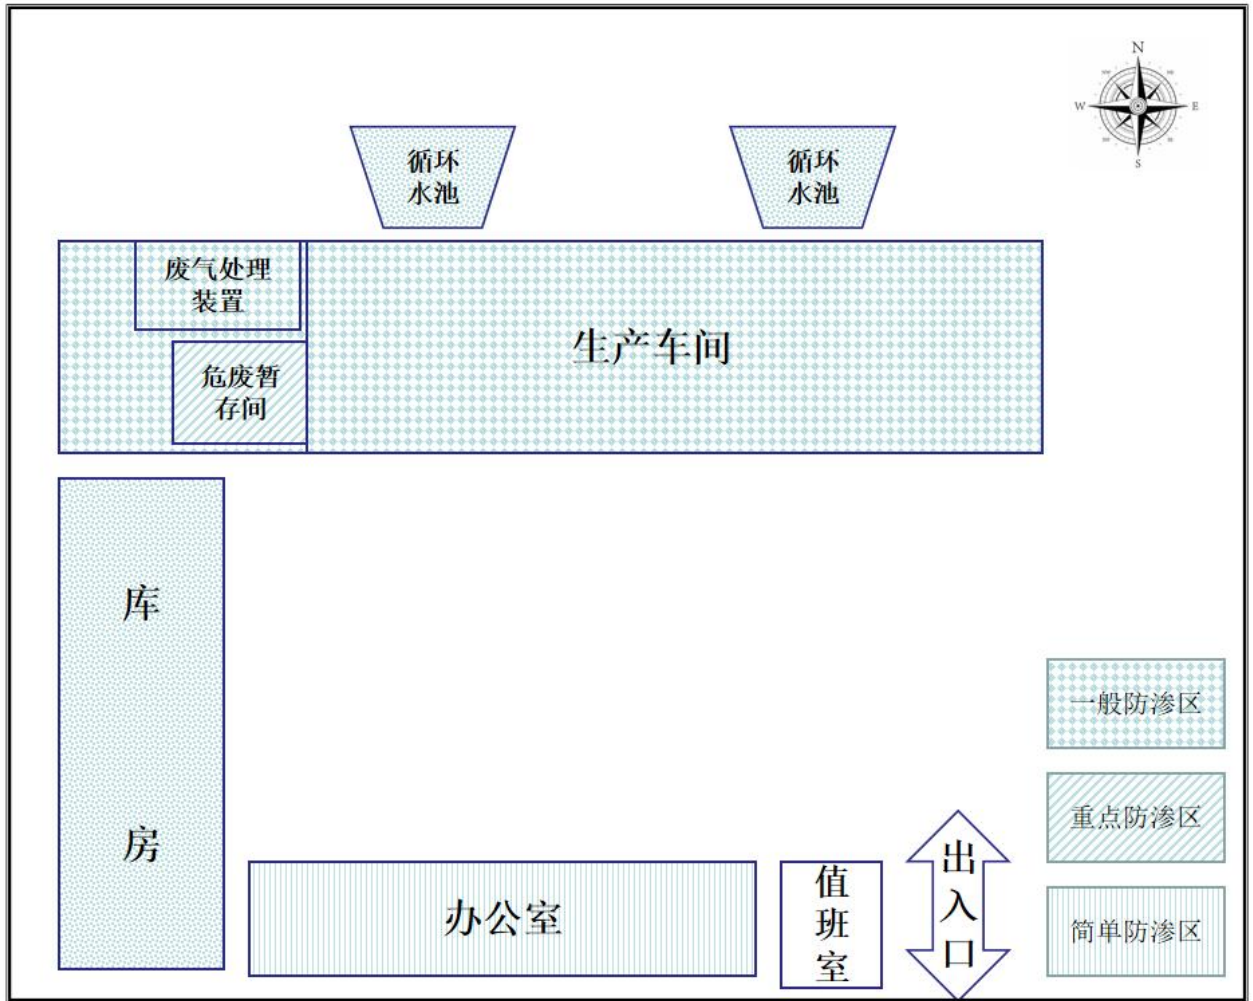 N
W
E
S
循环
水池
循环
水池
废气处理
装置
生产车间
危废暂
存间
库
房
一般防渗区
重点防渗区
简单防渗区
办公室
值
班
室
出
入
口